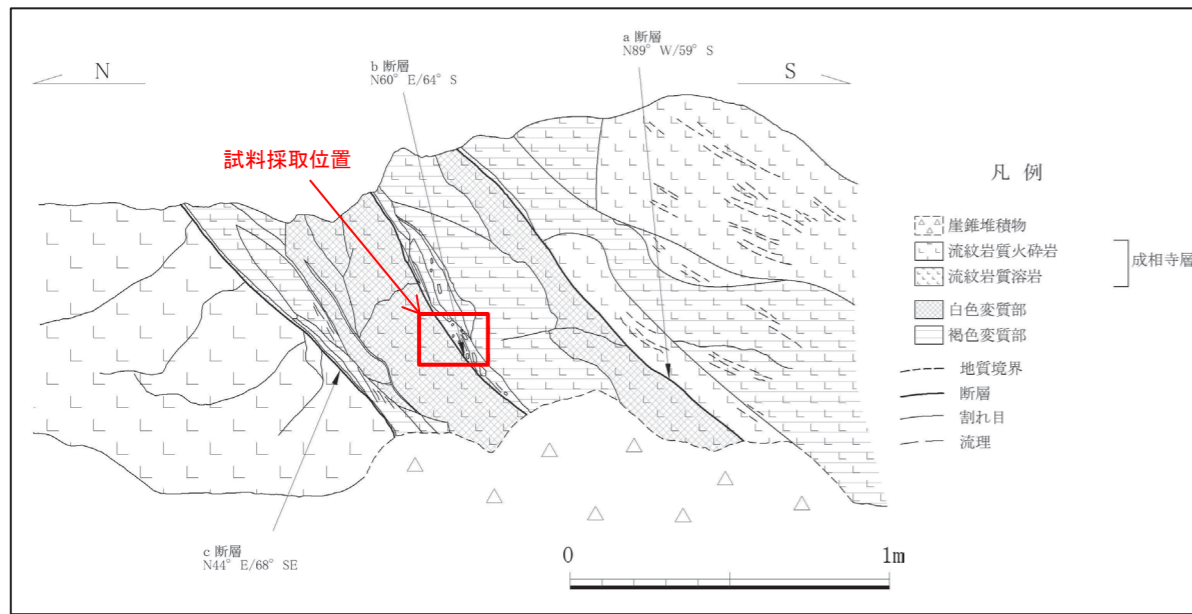 a 断層
N89° W/59° S
b 断層
N60° E/64° S
N
S
試料採取位置
凡 例
崖錐堆積物
流紋岩質火砕岩
流紋岩質溶岩
成相寺層
白色変質部
褐色変質部
地質境界
断層
割れ目
流理
c 断層
N44° E/68° SE
0
1m